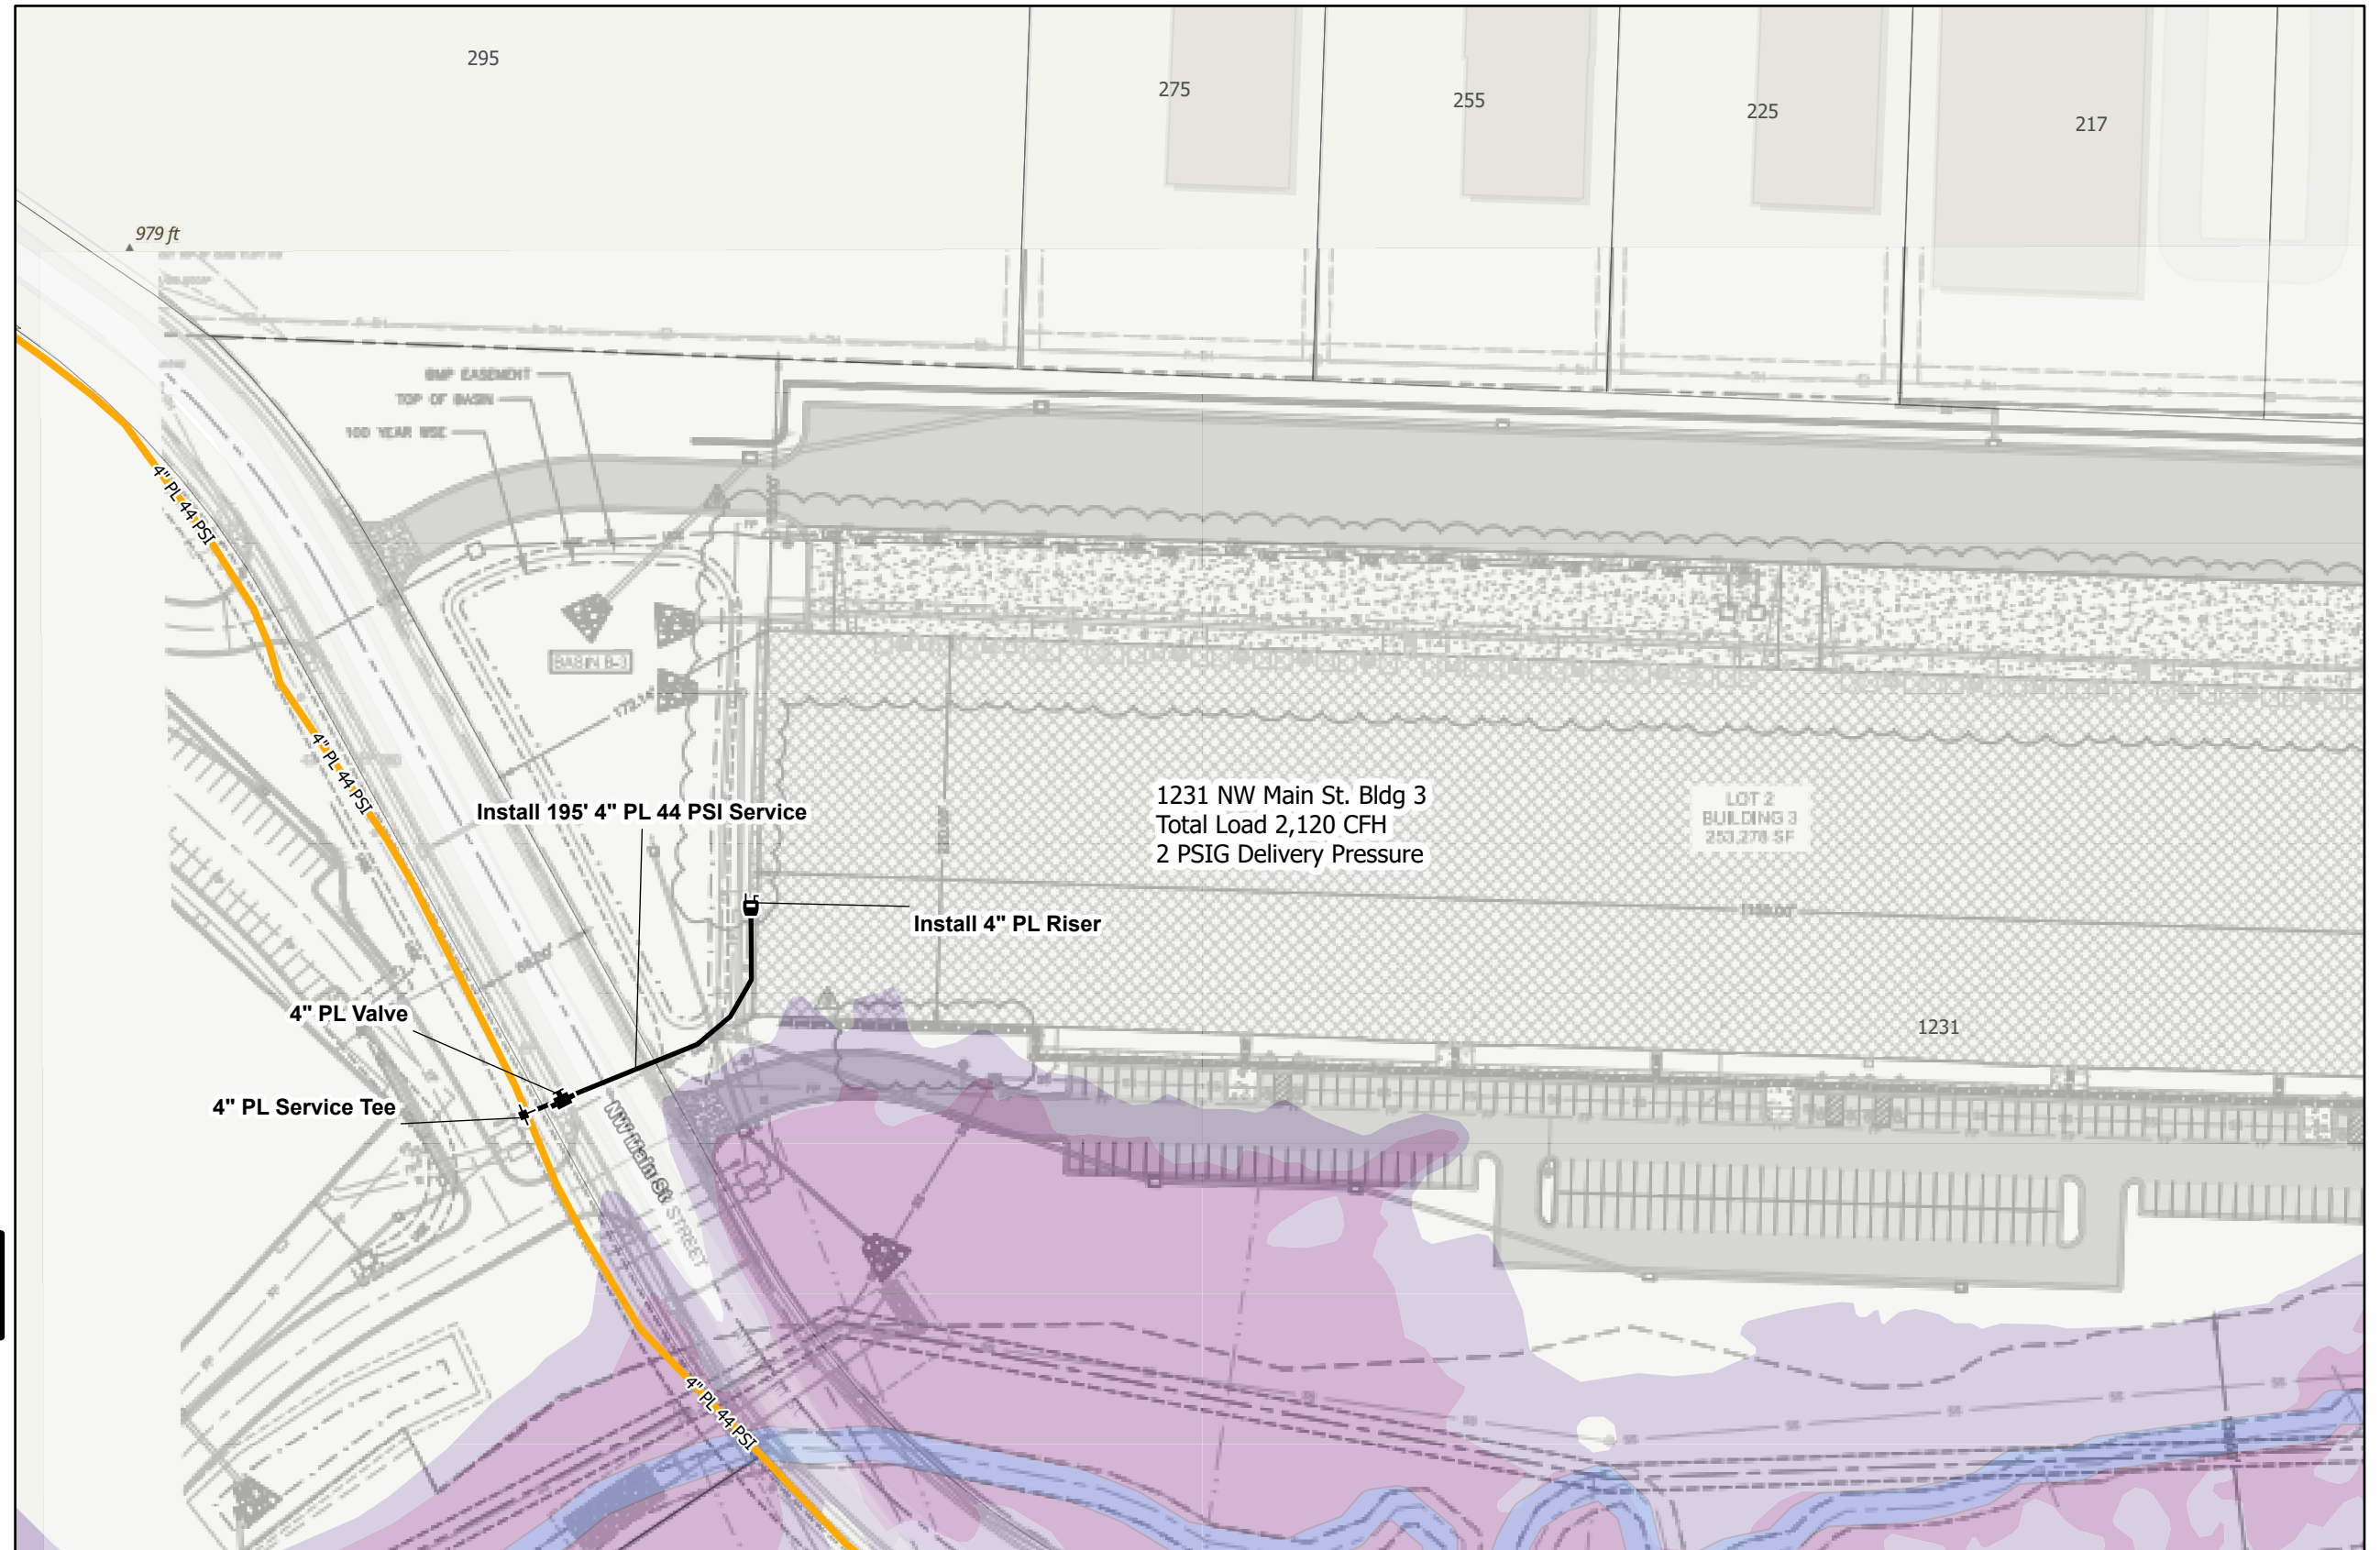 295
275
255
225
217
979 ft
BMP EASEMENT
TOP OF BASIN
100 YEAR WSE
4" PL 44 PSI
BASIN B-3
4" PL 44 PSI
Install 195' 4" PL 44 PSI Service
1231 NW Main St. Bldg 3
Total Load 2,120 CFH
2 PSIG Delivery Pressure
LOT 2
BUILDING 3
253,278 SF
Install 4" PL Riser
4" PL Valve
1231
4" PL Service Tee
NW Main St
STREET
4" PL 44 PSI